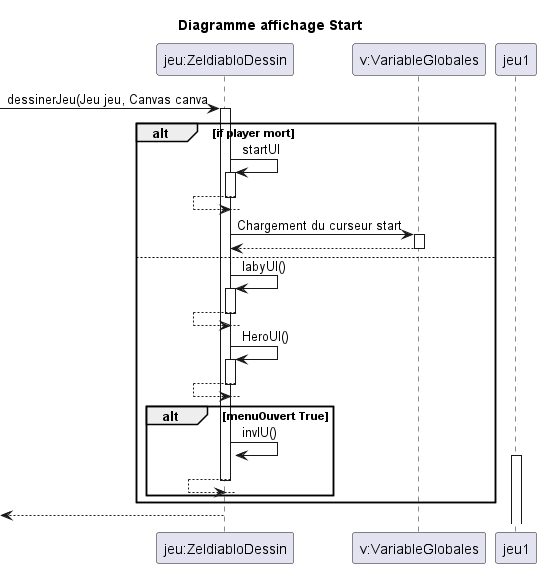 Diagramme affichage Start
jeu:ZeldiabloDessin
v:VariableGlobales
jeu1
dessinerJeu(Jeu jeu, Canvas canva
alt
[if player mort]
startUI
Chargement du curseur start
labyUI()
HeroUI()
alt
[menuOuvert True]
invIU()
jeu:ZeldiabloDessin
v:VariableGlobales
jeu1